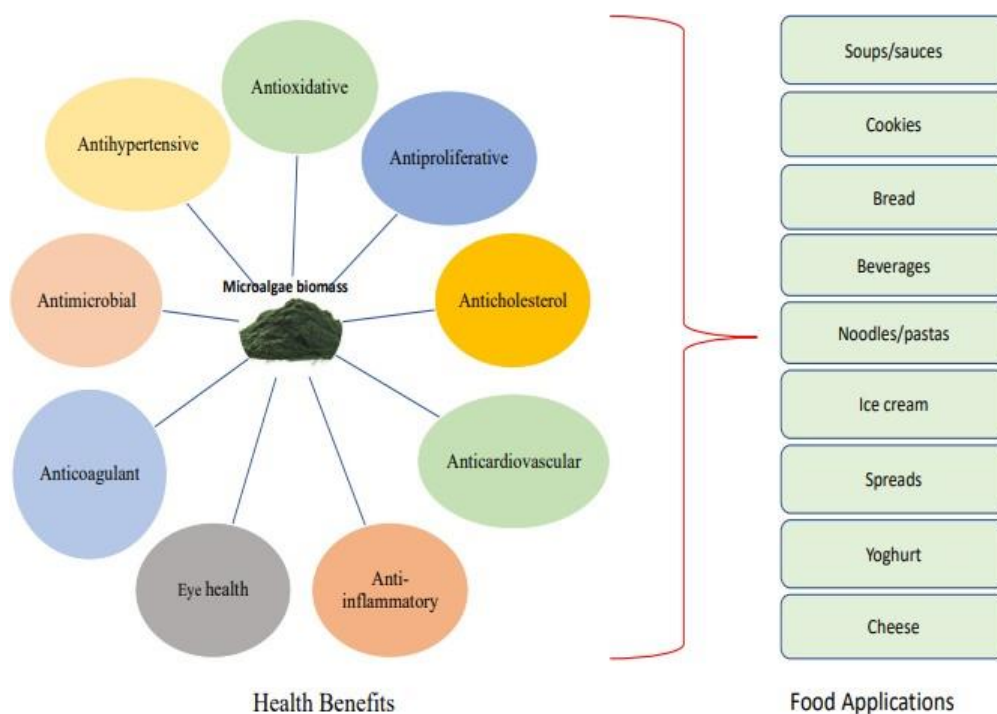 Antioxidative
Antihypertensive
Antiproliferative
Microalgae biomass
Antimicrobial
Anticholesterol
Anticoagulant
Anticardiovascular
Eye health
Anti-
inflammatory
Health Benefits
Soups/sauces
Cookies
Bread
Beverages
Noodles/pastas
Ice cream
Spreads
Yoghurt
Cheese
Food Applications